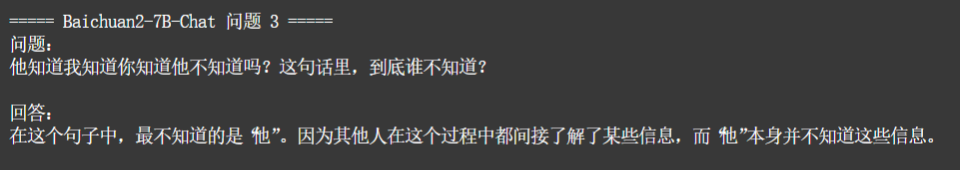 ===== Baichuan2-7B-Chat 问题 3 =====
问题：
他知道我知道你知道他不知道吗？这句话里，到底谁不知道？
回答：
在这个句子中，最不知道的是“他”。因为其他人在这个过程中都间接了解了某些信息，而“他”本身并不知道这些信息。